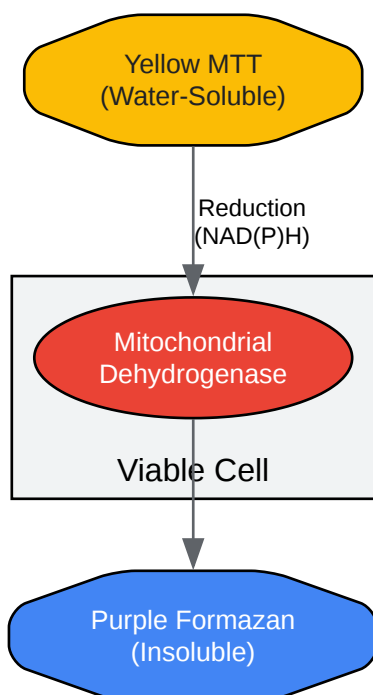 Yellow MTT
(Water-Soluble)
Reduction
(NAD(P)H)
Mitochondrial
Dehydrogenase
Viable Cell
Purple Formazan
(Insoluble)